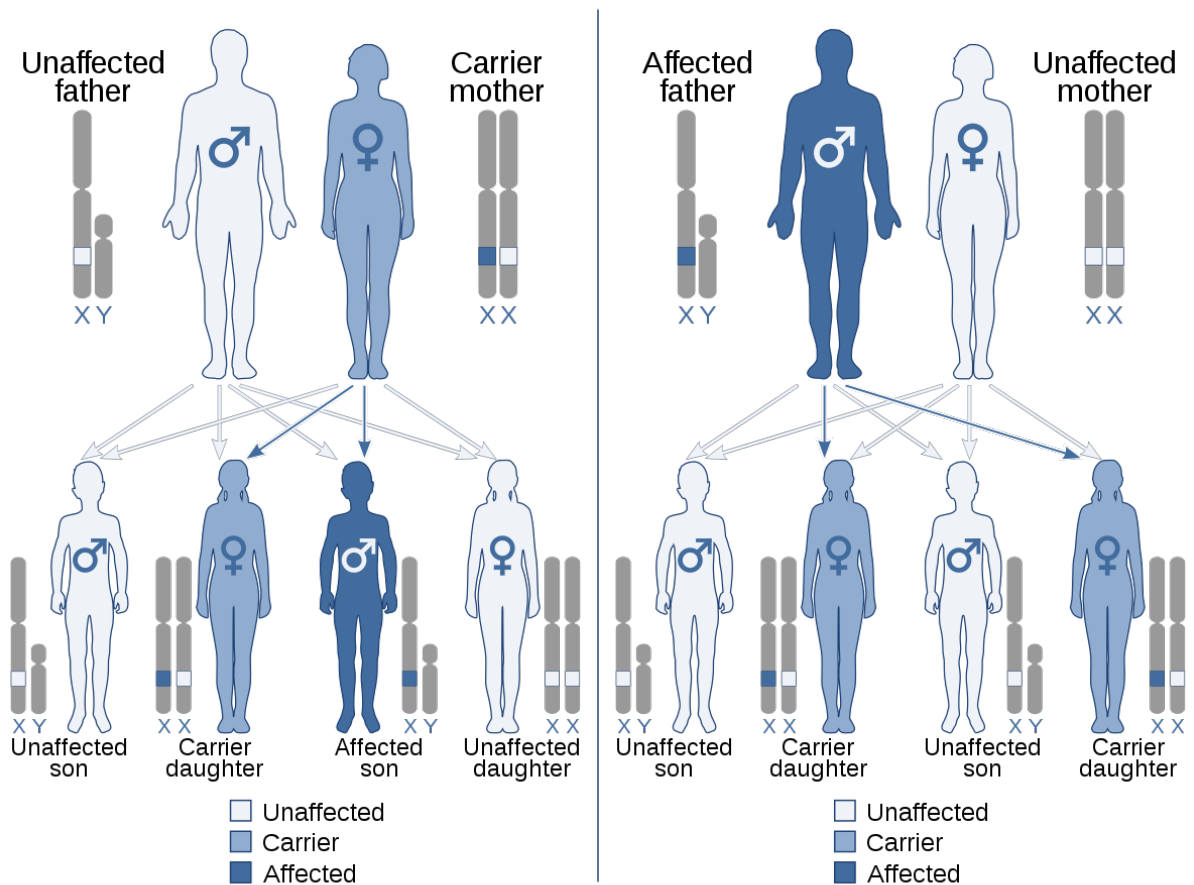 Unaffected
father
Carrier
mother
X Y
X X
Unaffected
son
Carrier
daughter
Affected
son
Unaffected
daughter
X Y
X X
X Y
X X
Unaffected
Carrier
Affected
Affected
father
Unaffected
mother
X Y
X X
Unaffected
son
Carrier
daughter
Unaffected
son
Carrier
daughter
X Y
X X
X Y
X X
Unaffected
Carrier
Affected